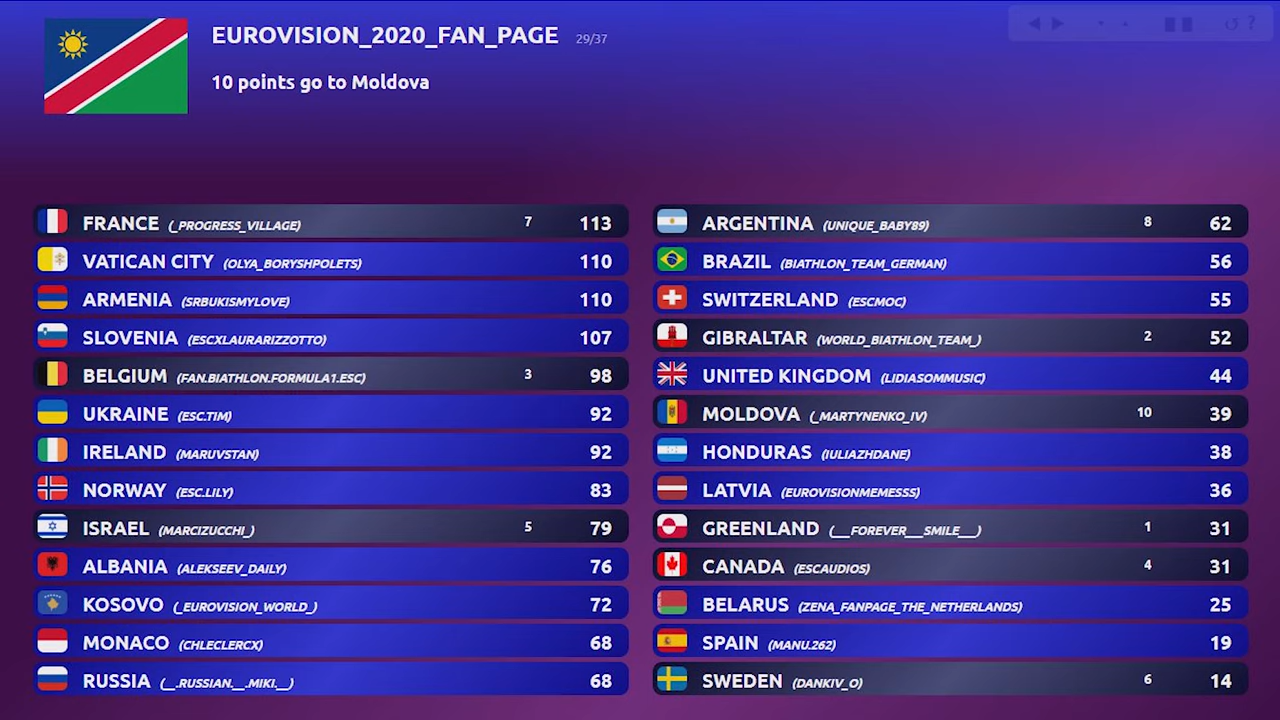 EUROVISION_2020_FAN_PAGE 29/37
10 points go to Moldova
FRANCE (_PROGRESS_VILLAGE) 7 113
VATICAN CITY (OLYA_BORYSHPOLETS) 110
ARMENIA (SRBUKISMYLOVE) 110
SLOVENIA (ESCXLAURARIZZOTTO) 107
BELGIUM (FAN.BIATHLON.FORMULA1.ESC) 3 98
UKRAINE (ESC.TIM) 92
IRELAND (MARUVSTAN) 92
NORWAY (ESC.LILY) 83
ISRAEL (MARCIZUCCHI_) 5 79
ALBANIA (ALEKSEEV_DAILY) 76
KOSOVO (_EUROVISION_WORLD_) 72
MONACO (CHLECLERCX) 68
RUSSIA (__.RUSSIAN.__.MIKI.__) 68
ARGENTINA (UNIQUE_BABY89) 8 62
BRAZIL (BIATHLON_TEAM_GERMAN) 56
SWITZERLAND (ESCMOC) 55
GIBRALTAR (WORLD_BIATHLON_TEAM_) 2 52
UNITED KINGDOM (LIDIASOMMUSIC) 44
MOLDOVA (_MARTYNENKO_IV) 10 39
HONDURAS (IULIAZHDANE) 38
LATVIA (EUROVISIONMEMESSS) 36
GREENLAND (___FOREVER___SMILE___) 1 31
CANADA (ESCAUDIOS) 4 31
BELARUS (ZENA_FANPAGE_THE_NETHERLANDS) 25
SPAIN (MANU.262) 19
SWEDEN (DANKIV_O) 6 14